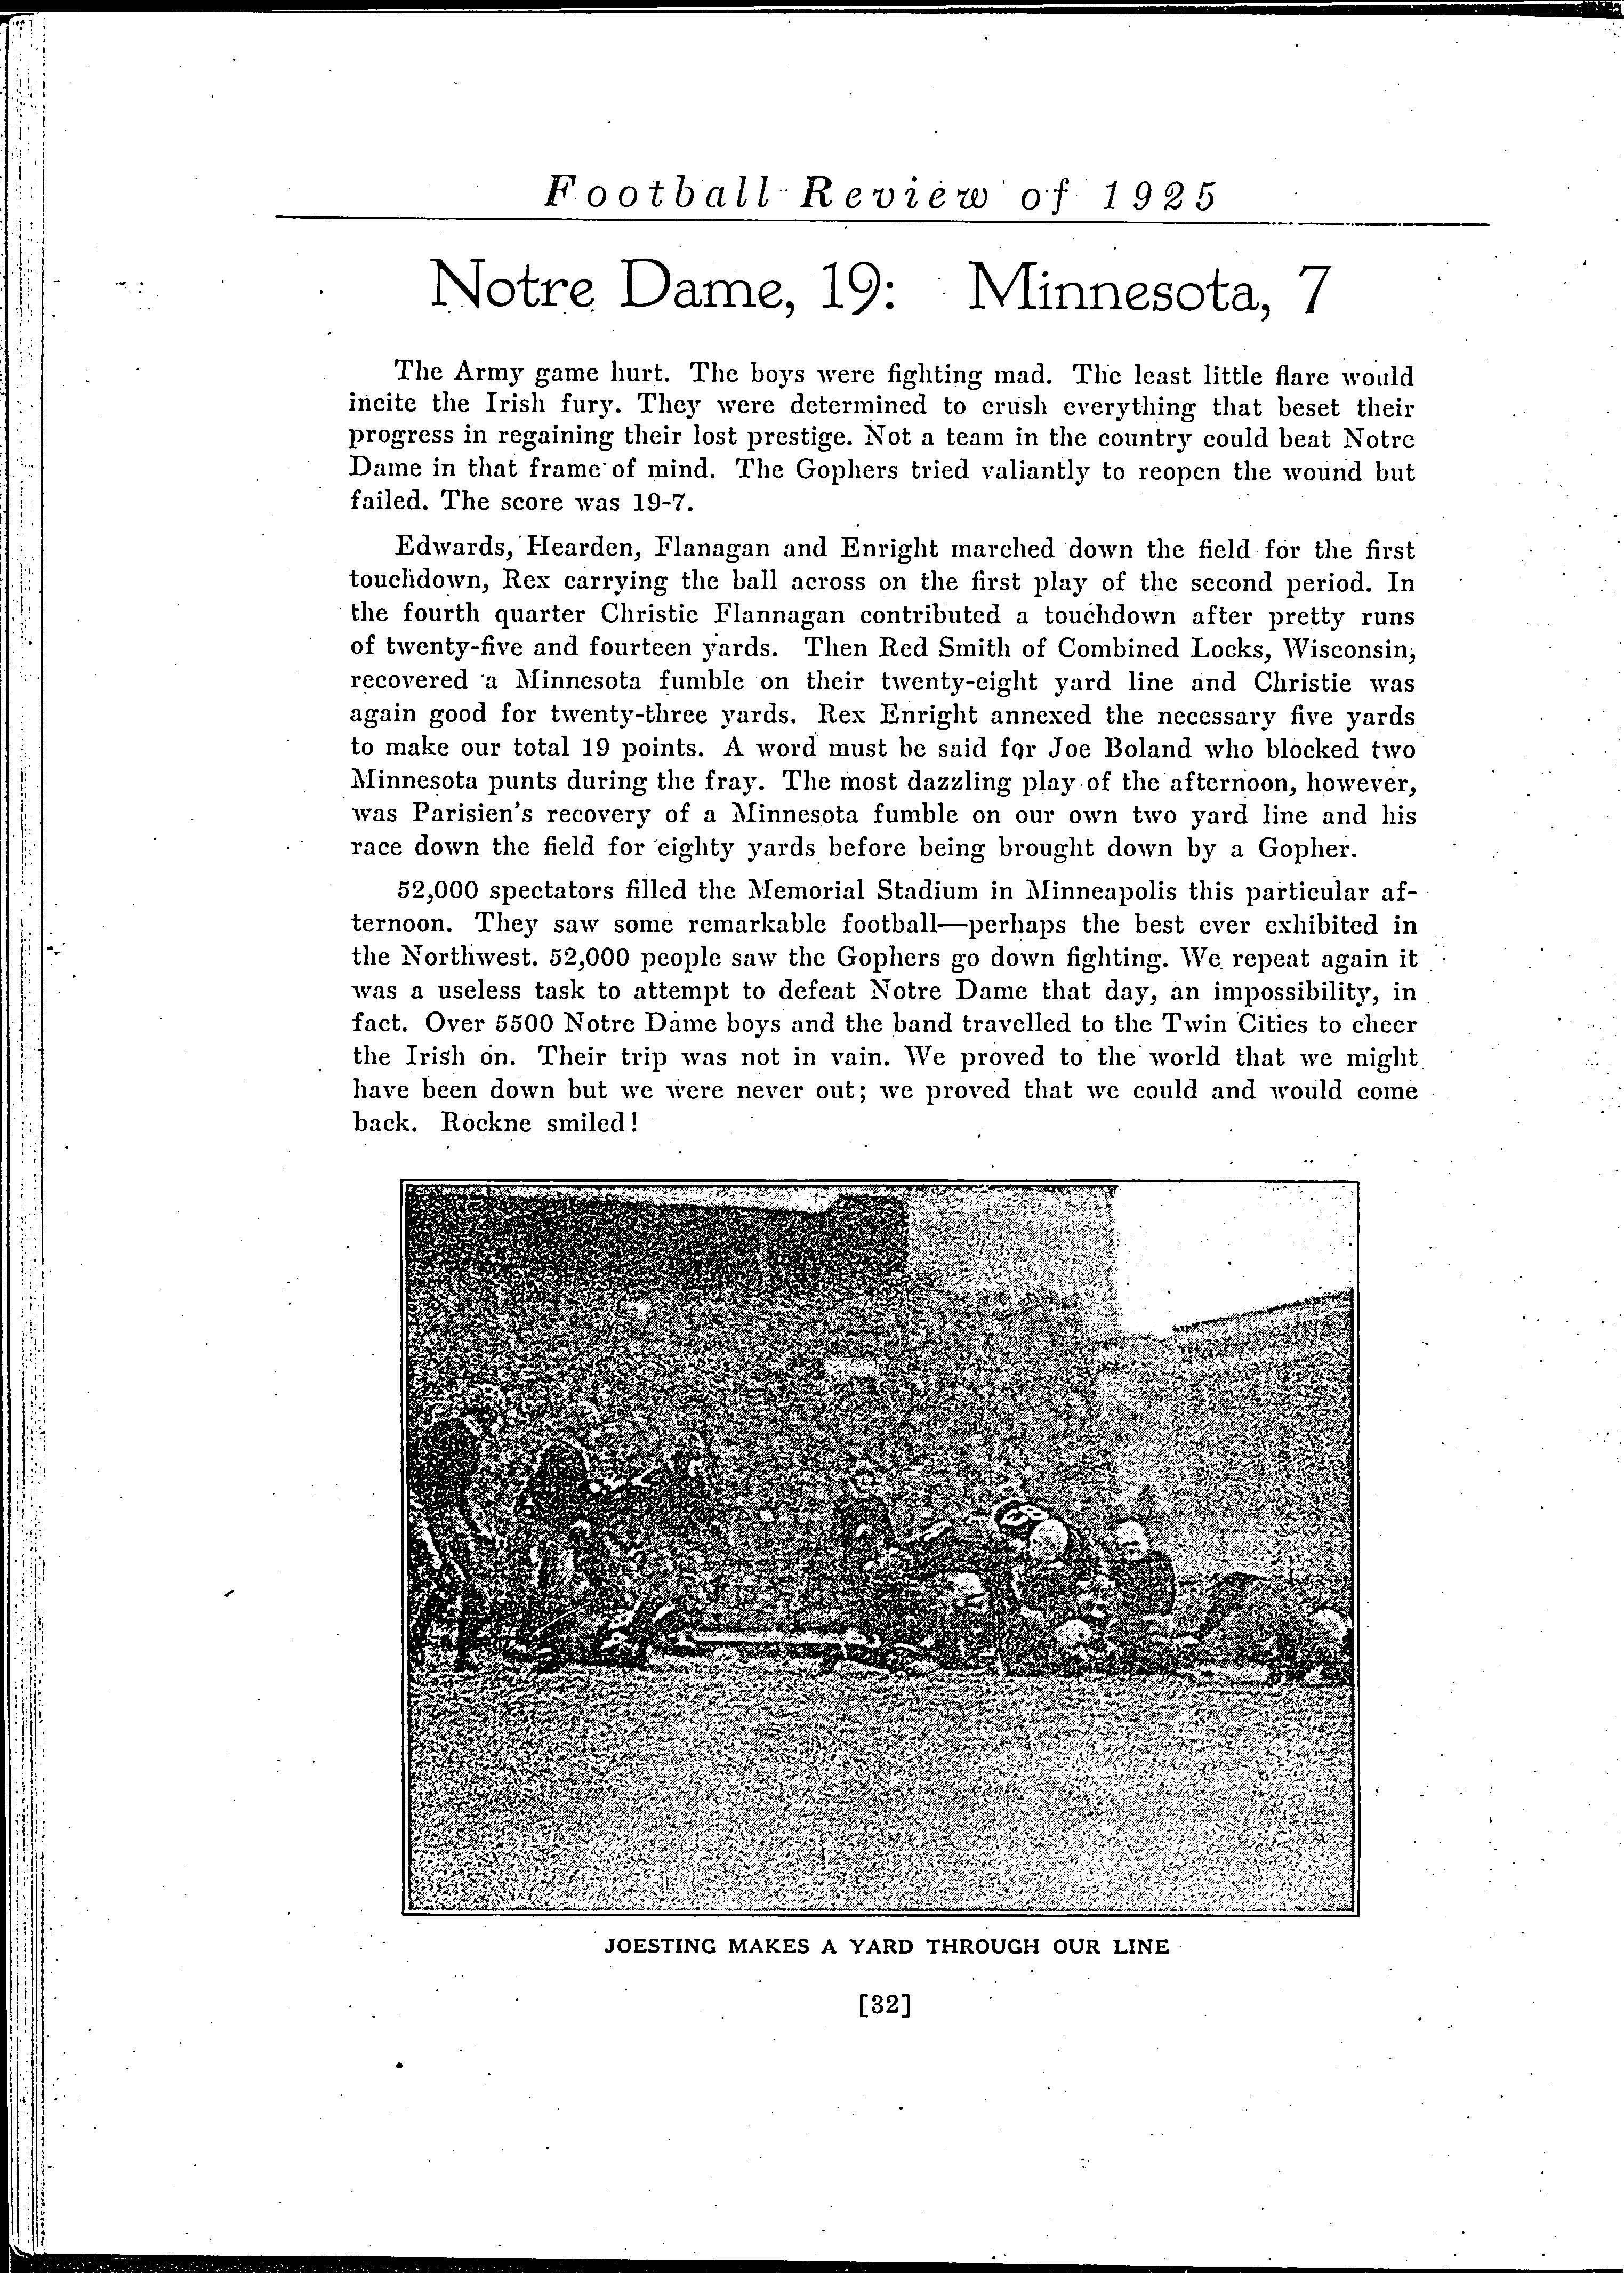 Football Review of 1925
Notre Dame, 19: Minnesota, 7
The Army game hurt. The boys were fighting mad. The least little flare would
incite the Irish fury. They were determined to crush everything that beset their
progress in regaining their lost prestige. Not a team in the country could beat Notre
Dame in that frame of mind. The Gophers tried valiantly to reopen the wound but
failed. The score was 19-7.
Edwards, Hearden, Flanagan and Enright marched down the field for the first
touchdown, Rex carrying the ball across on the first play of the second period. In
the fourth quarter Christie Flannagan contributed a touchdown after pretty runs
of twenty-five and fourteen yards. Then Red Smith of Combined Locks, Wisconsin,
recovered a Minnesota fumble on their twenty-eight yard line and Christie was
again good for twenty-three yards. Rex Enright annexed the necessary five yards
to make our total 19 points. A word must be said for Joe Boland who blocked two
Minnesota punts during the fray. The most dazzling play of the afternoon, however,
was Parisien's recovery of a Minnesota fumble on our own two yard line and his
race down the field for eighty yards before being brought down by a Gopher.
52,000 spectators filled the Memorial Stadium in Minneapolis this particular af-
ternoon. They saw some remarkable football—perhaps the best ever exhibited in
the Northwest. 52,000 people saw the Gophers go down fighting. We repeat again it
was a useless task to attempt to defeat Notre Dame that day, an impossibility, in
fact. Over 5500 Notre Dame boys and the band travelled to the Twin Cities to cheer
the Irish on. Their trip was not in vain. We proved to the world that we might
have been down but we were never out; we proved that we could and would come
back. Rockne smiled!
JOESTING MAKES A YARD THROUGH OUR LINE
[32]